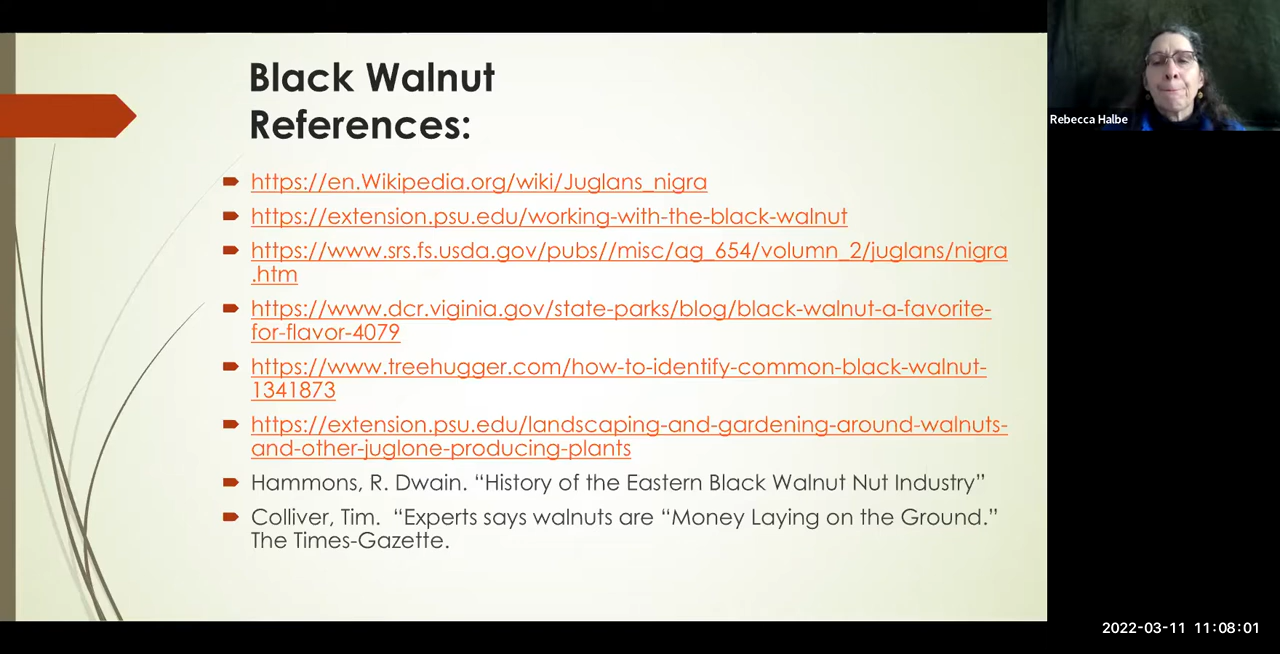 Black Walnut
References:
https://en.Wikipedia.org/wiki/Juglans_nigra
https://extension.psu.edu/working-with-the-black-walnut
https://www.srs.fs.usda.gov/pubs//misc/ag_654/volumn_2/juglans/nigra
.htm
https://www.dcr.viginia.gov/state-parks/blog/black-walnut-a-favorite-
for-flavor-4079
https://www.treehugger.com/how-to-identify-common-black-walnut-
1341873
https://extension.psu.edu/landscaping-and-gardening-around-walnuts-
and-other-juglone-producing-plants
Hammons, R. Dwain. “History of the Eastern Black Walnut Nut Industry”
Colliver, Tim.  “Experts says walnuts are “Money Laying on the Ground.”
The Times-Gazette.
Rebecca Halbe
2022-03-11 11:08:01